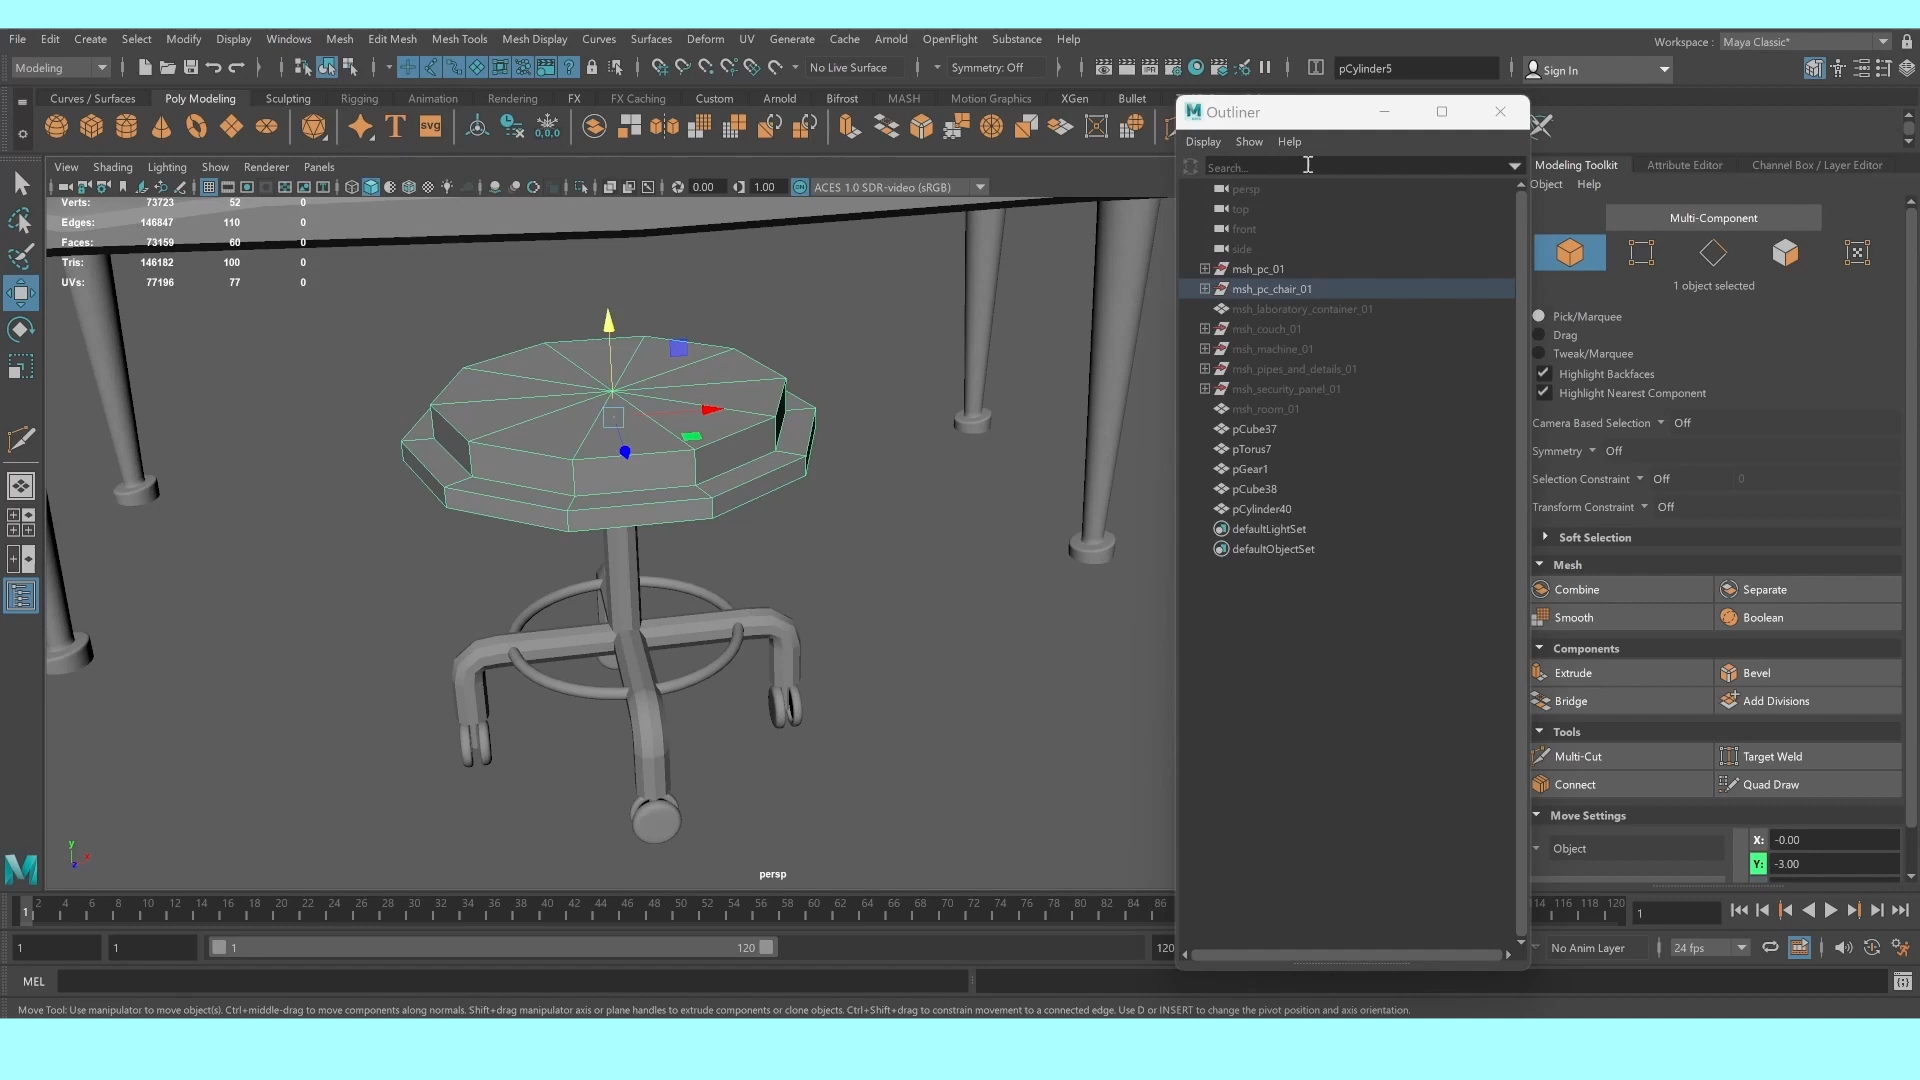 File Edit Create Select Modify Display Windows Mesh Edit Mesh Mesh Tools Mesh Display Curves Surfaces Deform UV Generate Cache Arnold OpenFlight Substance Help
Workspace : Maya Classic*
Modeling No Live Surface Symmetry: Off pCylinder5 Sign In
Curves / Surfaces Poly Modeling Sculpting Rigging Animation Rendering FX FX Caching Custom Arnold Bifrost MASH Motion Graphics XGen Bullet
svg 0,0,0
View Shading Lighting Show Renderer Panels
0.00 1.00 ON ACES 1.0 SDR-video (sRGB)
Verts: 73723 52 0
Edges: 146847 110 0
Faces: 73159 60 0
Tris: 146182 100 0
UVs: 77196 77 0
persp
y
x
z
Outliner
Display Show Help
Search...
persp
top
front
side
msh_pc_01
msh_pc_chair_01
msh_laboratory_container_01
msh_couch_01
msh_machine_01
msh_pipes_and_details_01
msh_security_panel_01
msh_room_01
pCube37
pTorus7
pGear1
pCube38
pCylinder40
defaultLightSet
defaultObjectSet
Modeling Toolkit Attribute Editor Channel Box / Layer Editor
Object Help
Multi-Component
1 object selected
Pick/Marquee
Drag
Tweak/Marquee
Highlight Backfaces
Highlight Nearest Component
Camera Based Selection Off
Symmetry Off
Selection Constraint Off 0
Transform Constraint Off
Soft Selection
Mesh
Combine Separate
Smooth Boolean
Components
Extrude Bevel
Bridge Add Divisions
Tools
Multi-Cut Target Weld
Connect Quad Draw
Move Settings
Object X: -0.00
Y: -3.00
1 2 4 6 8 10 12 14 16 18 20 22 24 26 28 30 32 34 36 38 40 42 44 46 48 50 52 54 56 58 60 62 64 66 68 70 72 74 76 78 80 82 84 86 114 116 118 120 1
1 1 1 120 120 No Anim Layer 24 fps
MEL
Move Tool: Use manipulator to move object(s). Ctrl+middle-drag to move components along normals. Shift+drag manipulator axis or plane handles to extrude components or clone objects. Ctrl+Shift+drag to constrain movement to a connected edge. Use D or INSERT to change the pivot position and axis orientation.